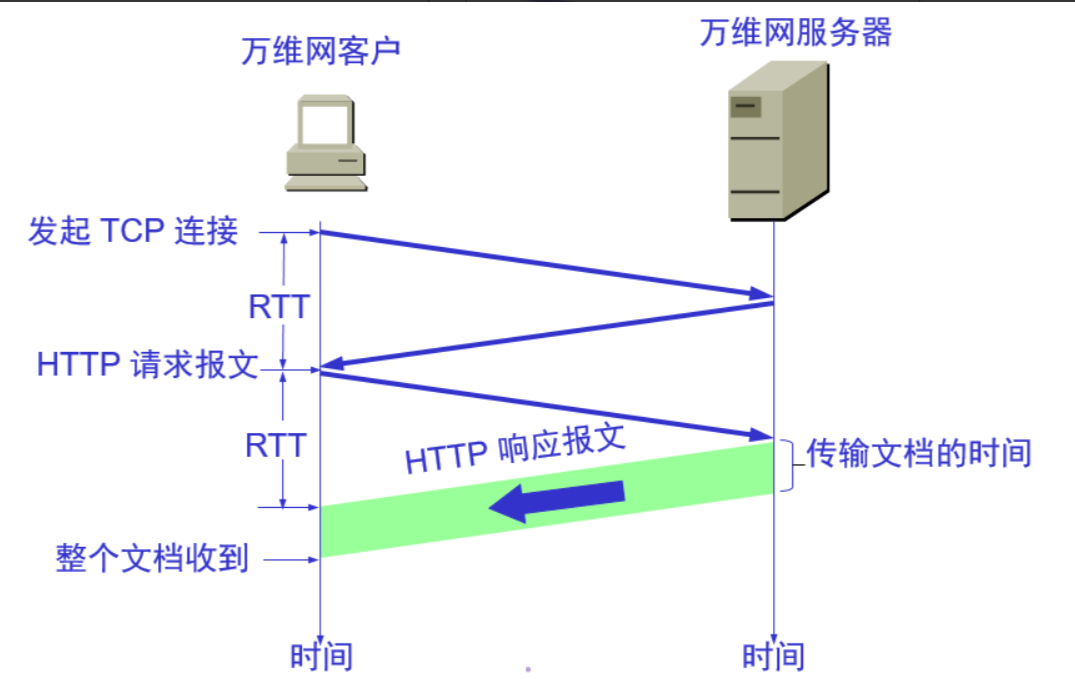 万维网客户
万维网服务器
发起 TCP 连接
RTT
HTTP 请求报文
RTT
HTTP 响应报文
传输文档的时间
整个文档收到
时间
时间